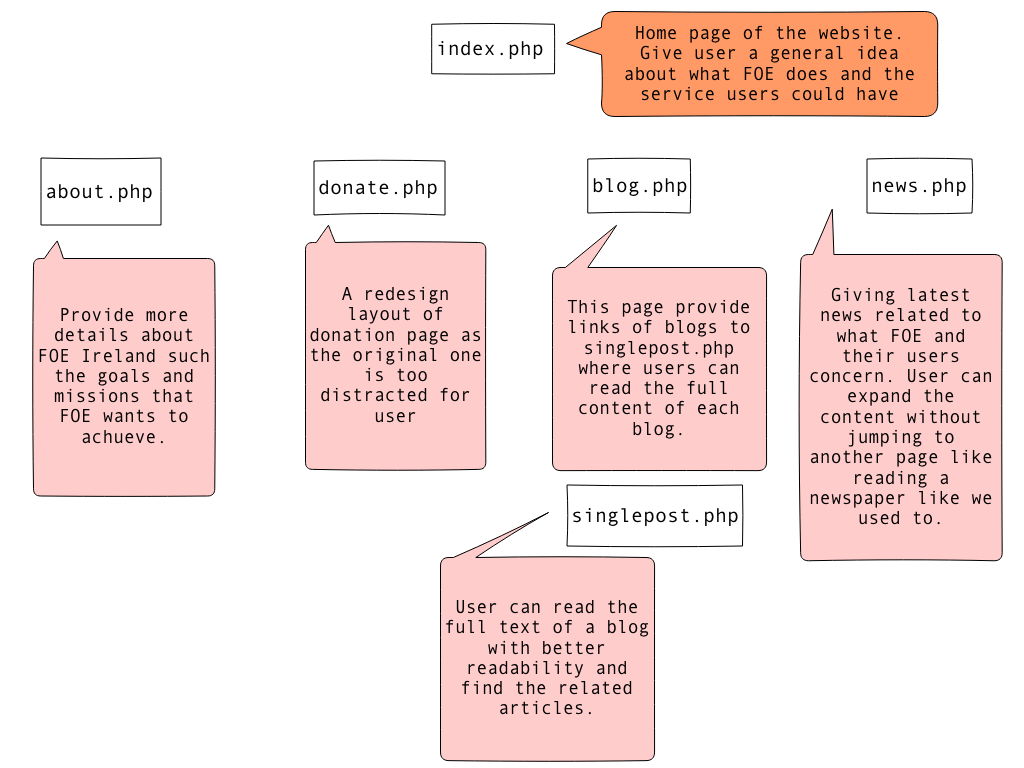 index.php
Home page of the website.
Give user a general idea
about what FOE does and the
service users could have
about.php
Provide more
details about
FOE Ireland such
the goals and
missions that
FOE wants to
achueve.
donate.php
A redesign
layout of
donation page as
the original one
is too
distracted for
user
blog.php
This page provide
links of blogs to
singlepost.php
where users can
read the full
content of each
blog.
news.php
Giving latest
news related to
what FOE and
their users
concern. User can
expand the
content without
jumping to
another page like
reading a
newspaper like we
used to.
singlepost.php
User can read the
full text of a blog
with better
readability and
find the related
articles.